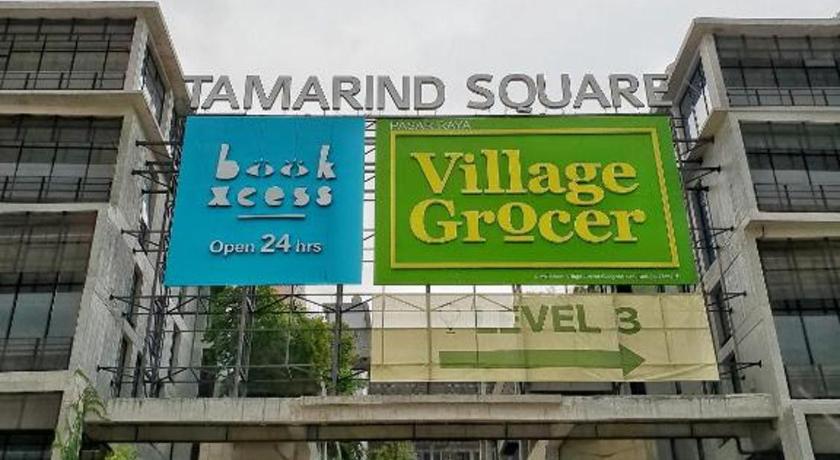 TAMARIND SQUARE
book
xcess
Open 24 hrs
PASAR RAYA
Village
Grocer
LEVEL 3